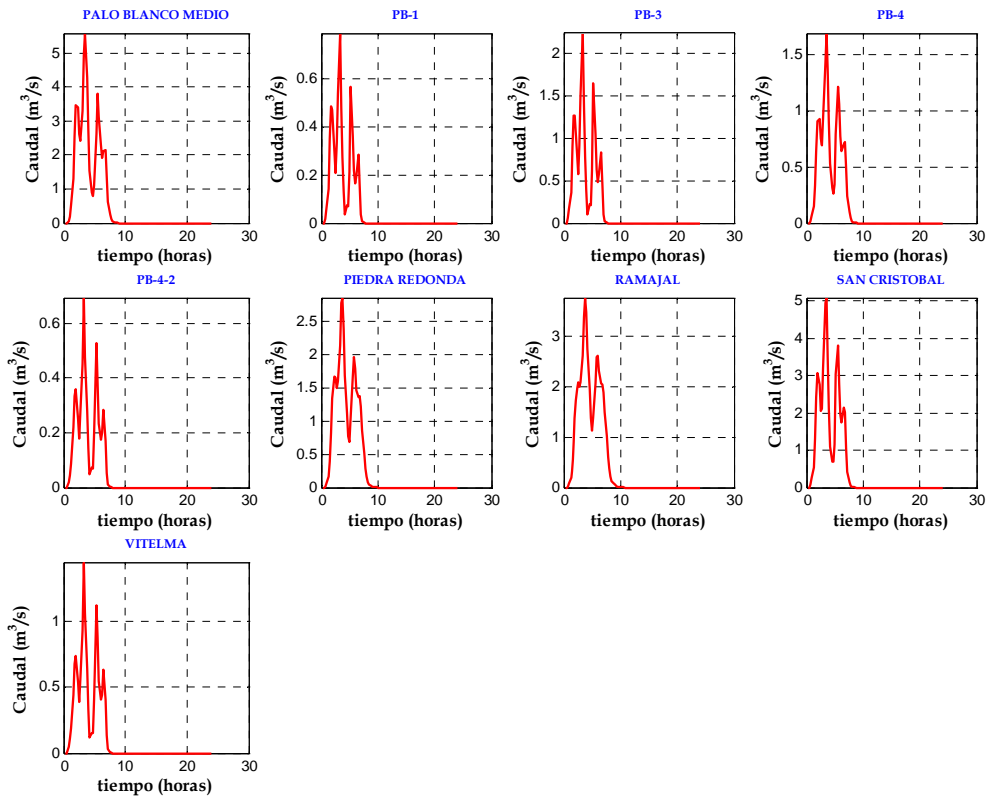 PALO BLANCO MEDIO
Caudal (m³/s)
5
4
3
2
1
0
0 10 20 30
tiempo (horas)
PB-1
Caudal (m³/s)
0.6
0.4
0.2
0
0 10 20 30
tiempo (horas)
PB-3
Caudal (m³/s)
2
1.5
1
0.5
0
0 10 20 30
tiempo (horas)
PB-4
Caudal (m³/s)
1.5
1
0.5
0
0 10 20 30
tiempo (horas)
PB-4-2
Caudal (m³/s)
0.6
0.4
0.2
0
0 10 20 30
tiempo (horas)
PIEDRA REDONDA
Caudal (m³/s)
2.5
2
1.5
1
0.5
0
0 10 20 30
tiempo (horas)
RAMAJAL
Caudal (m³/s)
3
2
1
0
0 10 20 30
tiempo (horas)
SAN CRISTOBAL
Caudal (m³/s)
5
4
3
2
1
0
0 10 20 30
tiempo (horas)
VITELMA
Caudal (m³/s)
1
0.5
0
0 10 20 30
tiempo (horas)